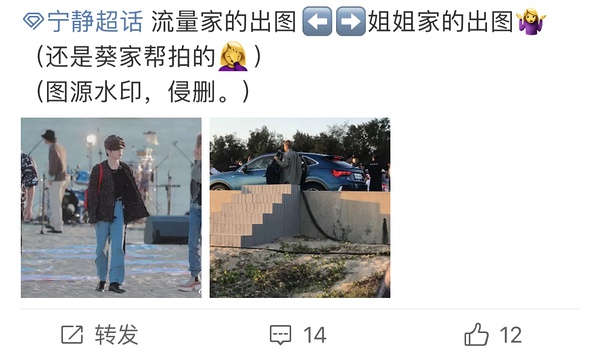 宁静超话 流量家的出图⬅️➡️姐姐家的出图🤷‍♀️
（还是葵家帮拍的🤦‍♀️）
（图源水印，侵删。）
转发 14 12